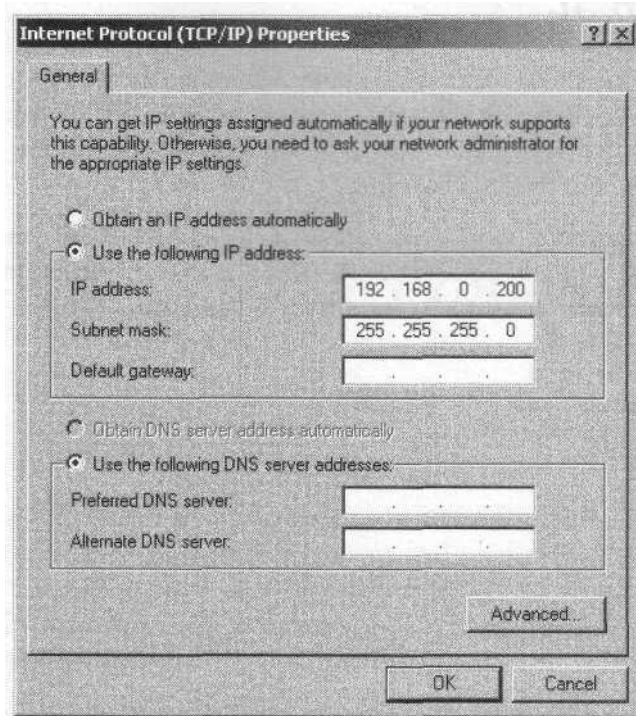 Internet Protocol (TCP/IP) Properties
General
You can get IP settings assigned automatically if your network supports
this capability. Otherwise, you need to ask your network administrator for
the appropriate IP settings.
Obtain an IP address automatically
Use the following IP address:
IP address: 192 . 168 . 0 . 200
Subnet mask: 255 . 255 . 255 . 0
Default gateway: . . .
Obtain DNS server address automatically
Use the following DNS server addresses:
Preferred DNS server: . . .
Alternate DNS server: . . .
Advanced...
OK Cancel